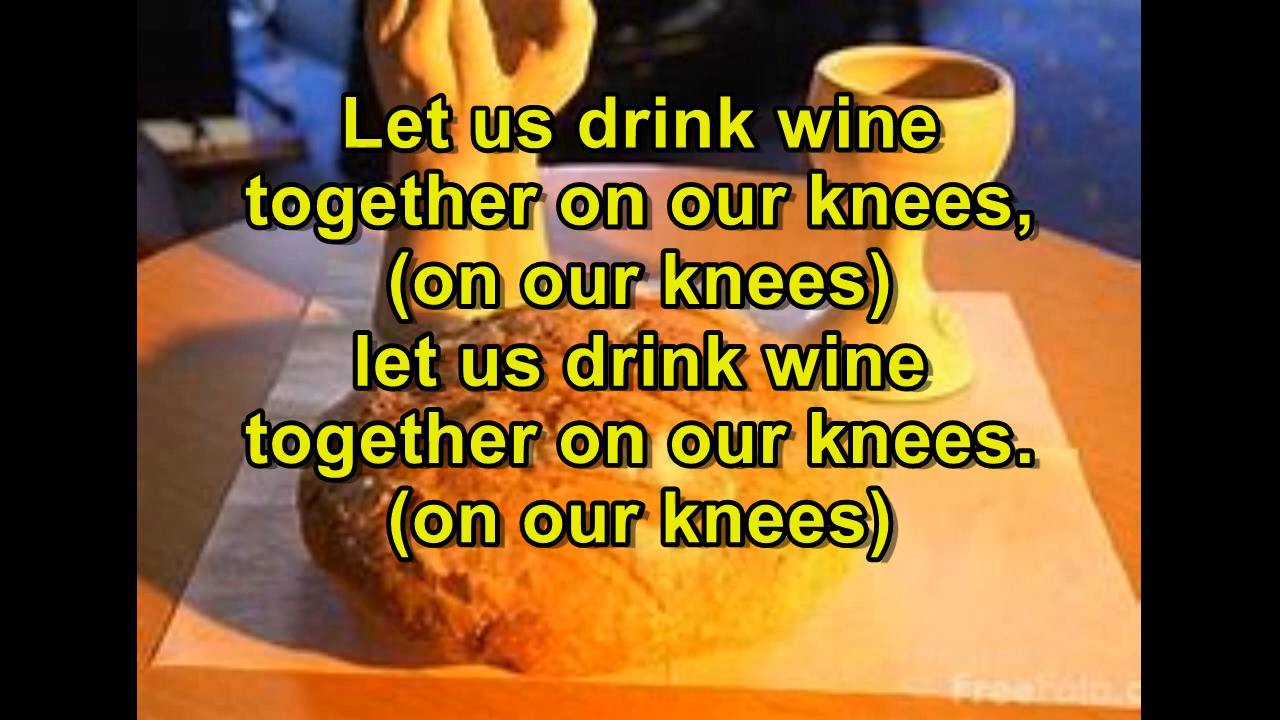 Let us drink wine
together on our knees,
(on our knees)
let us drink wine
together on our knees.
(on our knees)